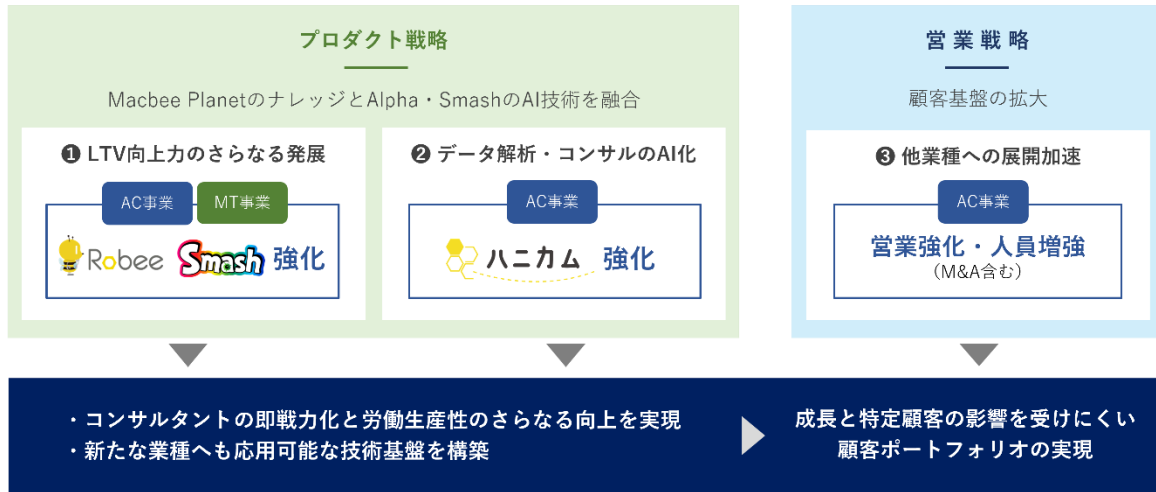 プロダクト戦略
Macbee PlanetのナレッジとAlpha・SmashのAI技術を融合
❶ LTV向上力のさらなる発展
AC事業
MT事業
Robee Smash 強化
❷ データ解析・コンサルのAI化
AC事業
ハニカム 強化
営業戦略
顧客基盤の拡大
❸ 他業種への展開加速
AC事業
営業強化・人員増強
（M&A含む）
・コンサルタントの即戦力化と労働生産性のさらなる向上を実現
・新たな業種へも応用可能な技術基盤を構築
成長と特定顧客の影響を受けにくい
顧客ポートフォリオの実現